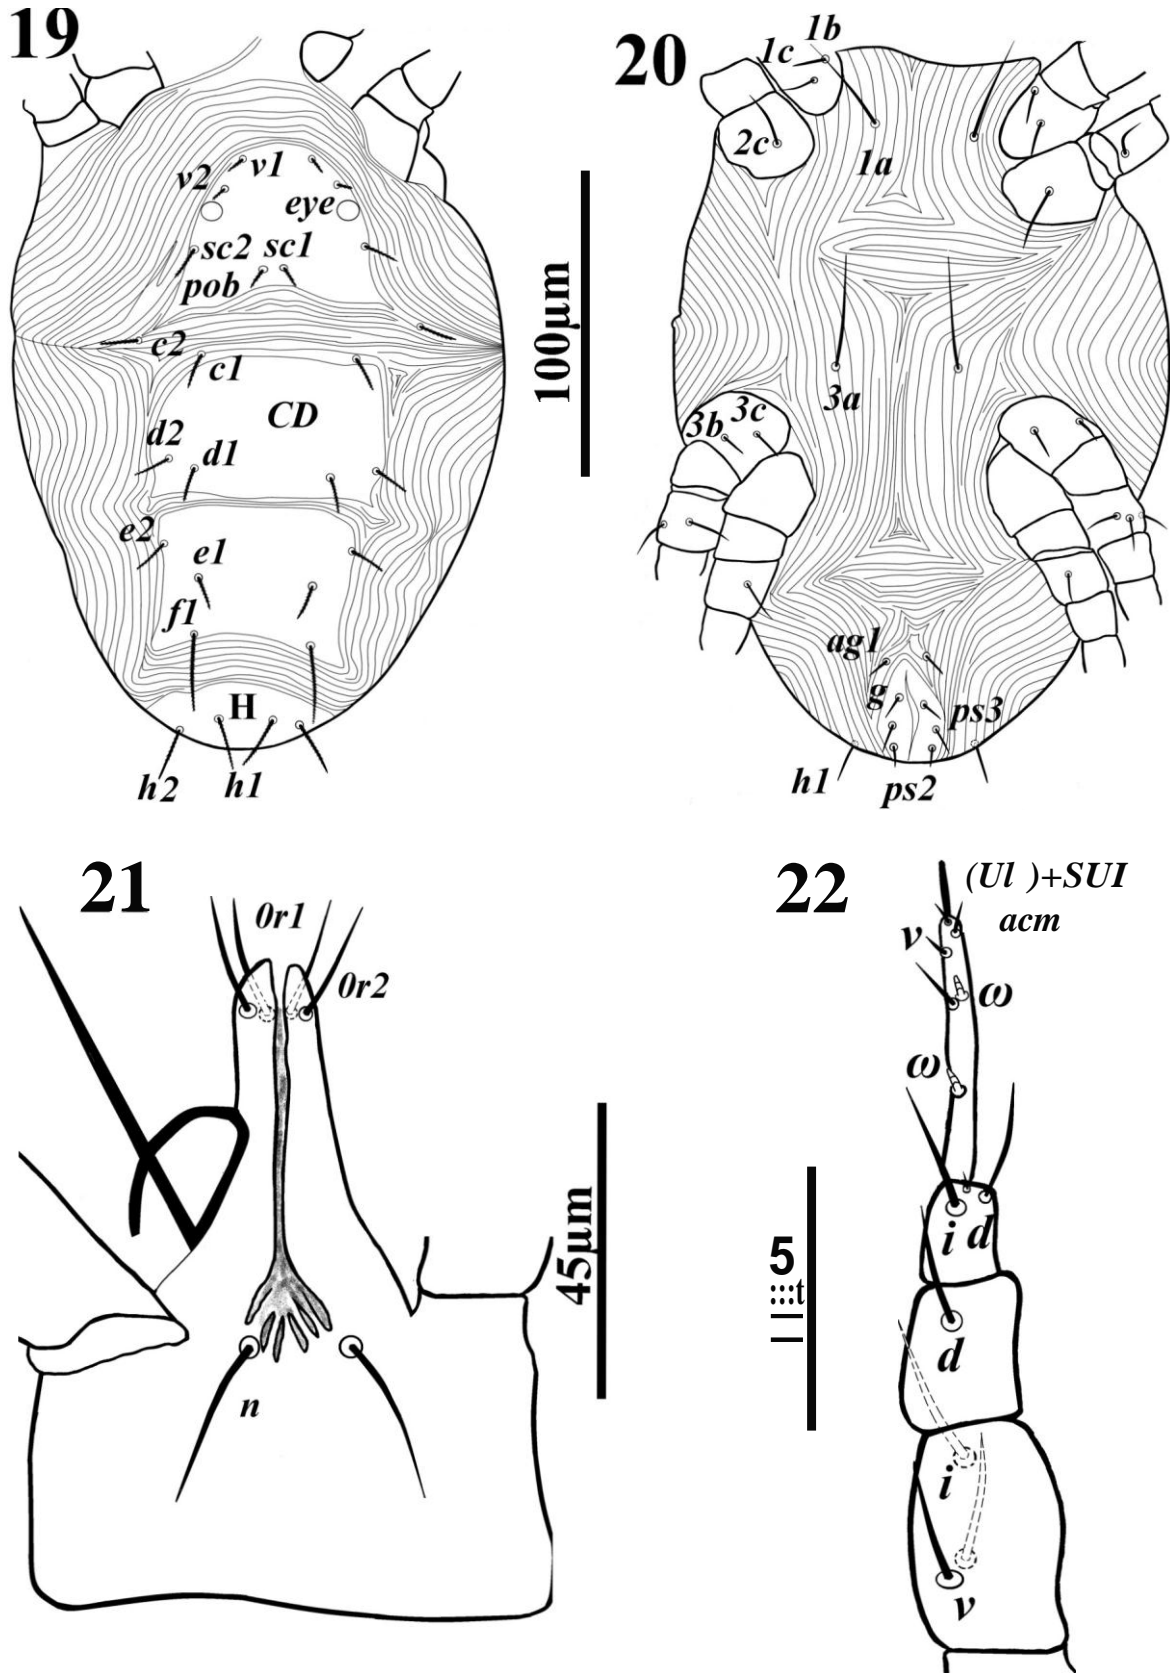 19
v1
v2
eye
sc2 sc1
pob
c2
c1
CD
d2
d1
e2
e1
f1
H
h2 h1
100µm
20
1b
1c
2c
1a
3a
3b 3c
ag1
g
ps3
h1
ps2
21
0r1
0r2
n
45µm
22
(Ul )+SUI
acm
v
ω
ω
i d
d
i
v
5